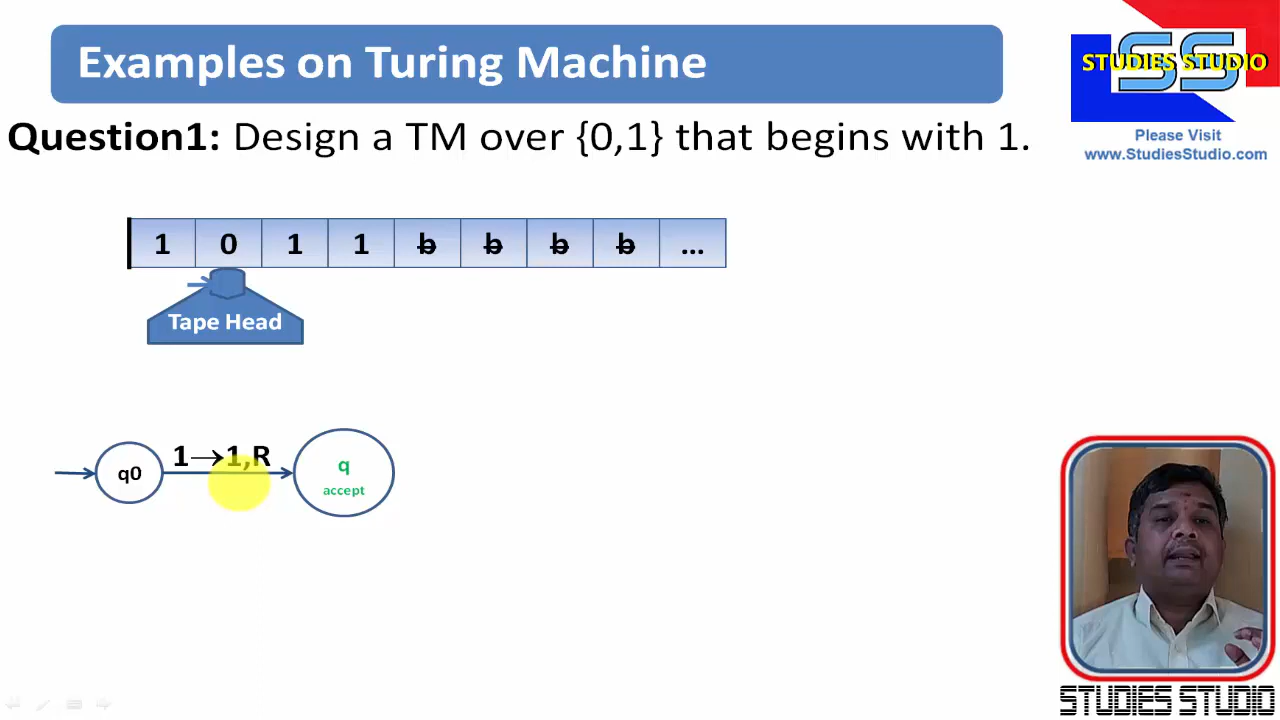 Examples on Turing Machine
SS
STUDIES STUDIO
Please Visit
www.StudiesStudio.com
Question1: Design a TM over {0,1} that begins with 1.
1 0 1 1 b b b b ...
Tape Head
q0 1→1,R q
accept
STUDIES STUDIO